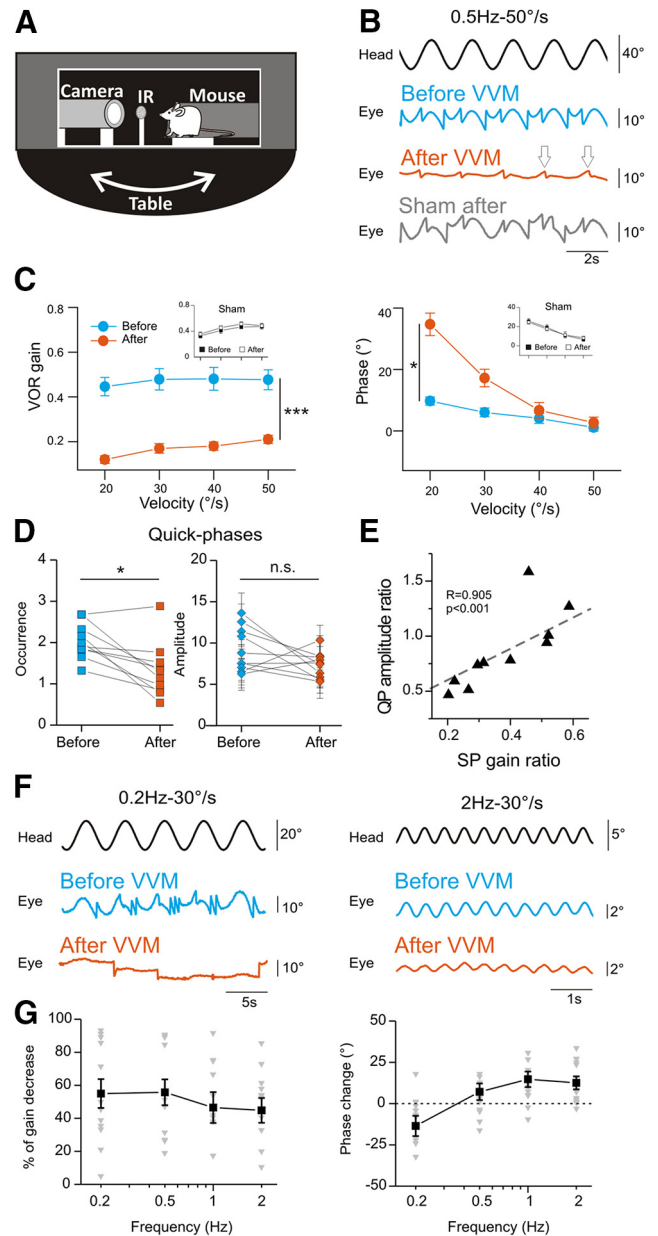 A
Camera IR Mouse
Table
B
0.5Hz-50°/s
Head 40°
Before VVM
Eye 10°
After VVM
Eye 10°
Sham after
Eye 10°
2s
C
0.8
0.6
0.4
0.2
VOR gain
Before
After
Sham
0.8
0.4
0
Before After
20 30 40 50
Velocity (°/s)
40
20
0
Phase (°)
Sham
40
20
0
Before After
*
***
20 30 40 50
Velocity (°/s)
D
Quick-phases
4
3
2
1
0
Occurrence
*
Before After
20
15
10
5
0
Amplitude
n.s.
Before After
E
1.5
1.0
0.5
QP amplitude ratio
R=0.905
p<0.001
0.2 0.4 0.6
SP gain ratio
F
0.2Hz-30°/s
Head 20°
Before VVM
Eye 10°
After VVM
Eye 10°
5s
2Hz-30°/s
Head 5°
Before VVM
Eye 2°
After VVM
Eye 2°
1s
G
100
80
60
40
20
0
% of gain decrease
0.2 0.5 1 2
Frequency (Hz)
50
25
0
-25
-50
Phase change (°)
0.2 0.5 1 2
Frequency (Hz)